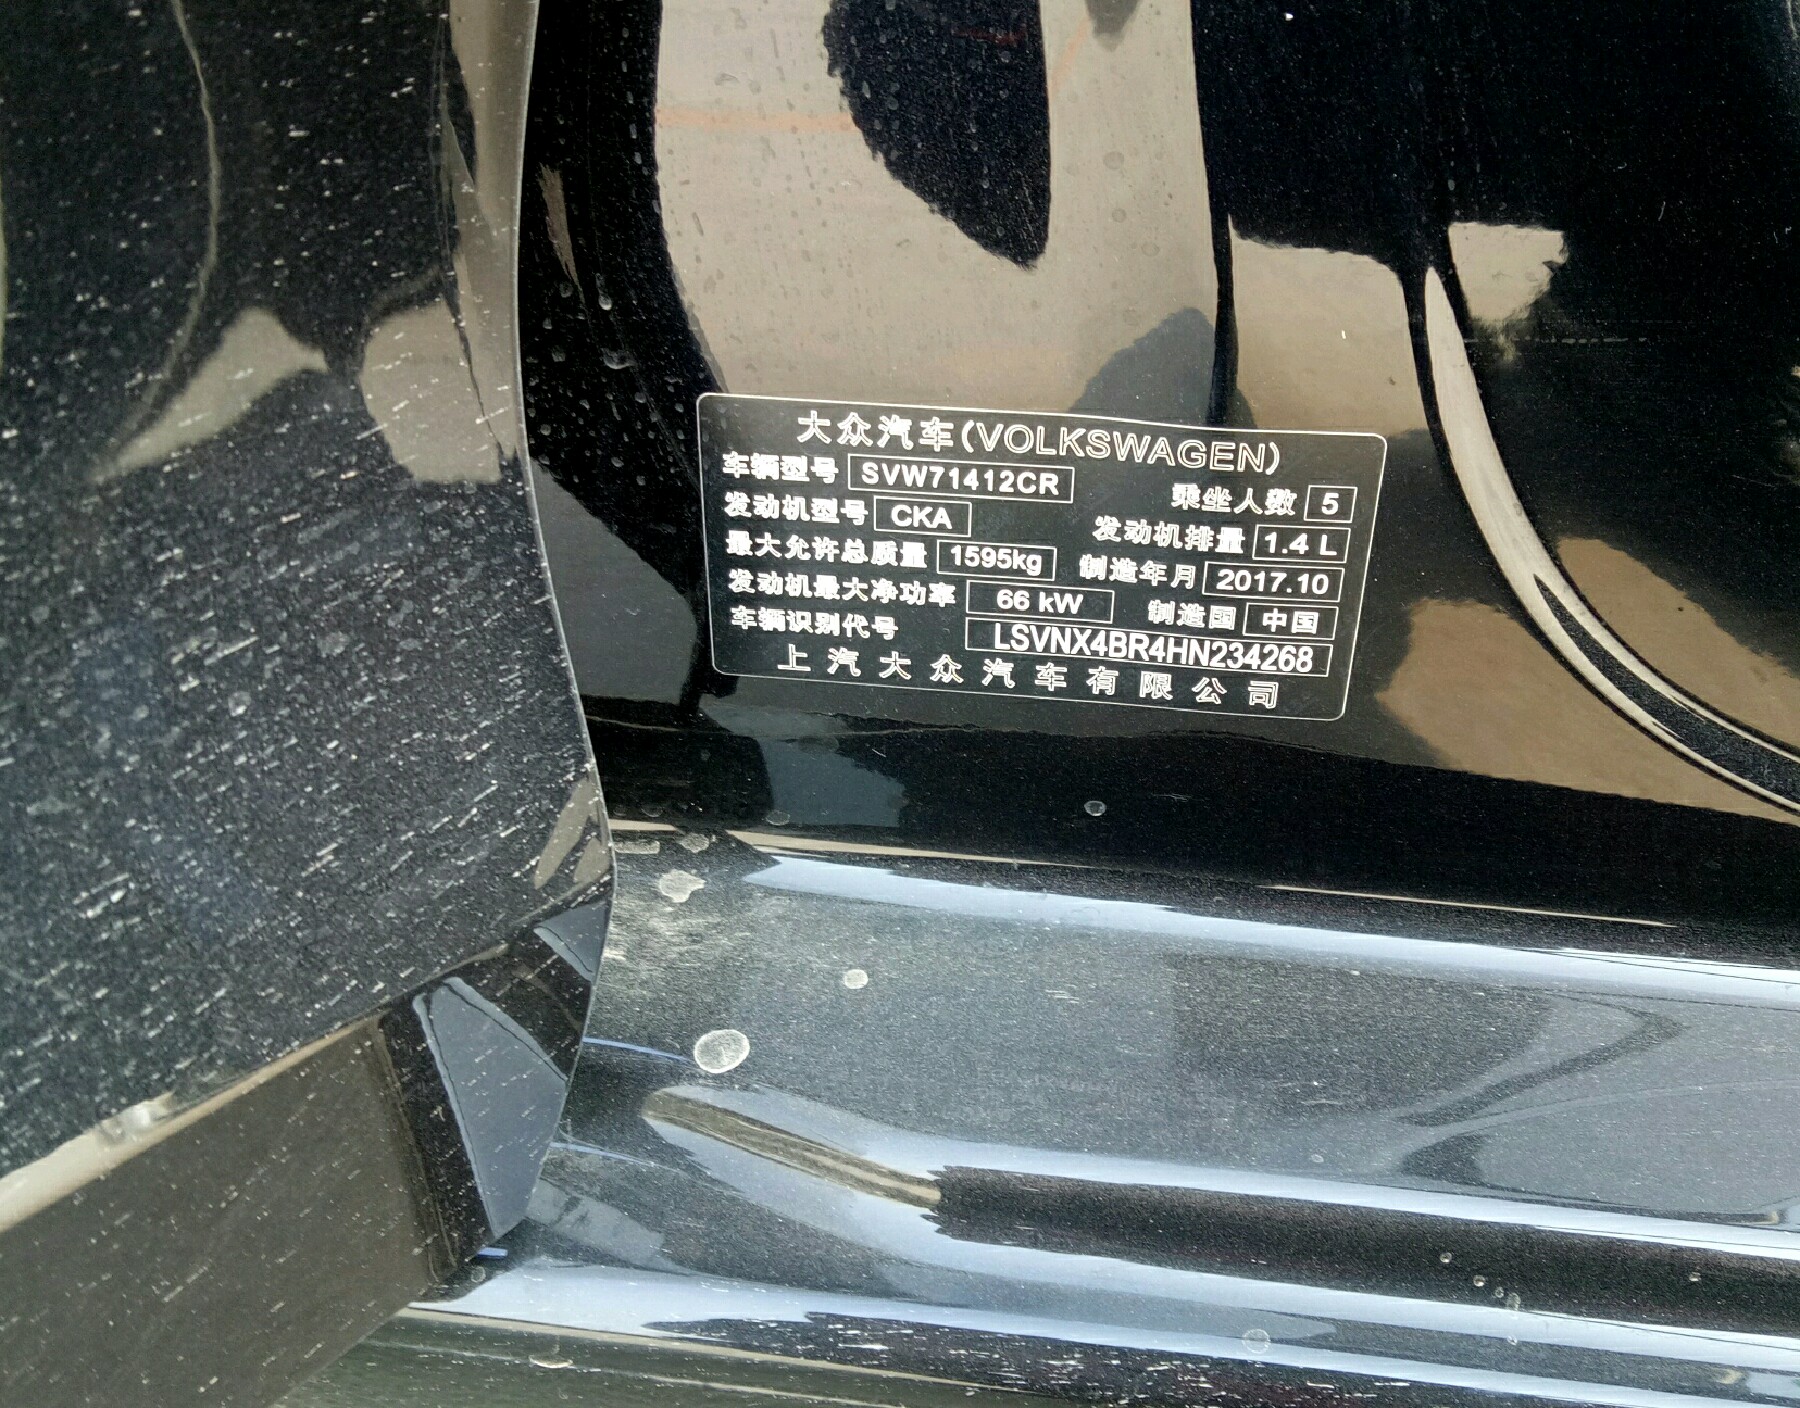 大众汽车(VOLKSWAGEN)
车辆型号 SVW71412CR 乘坐人数 5
发动机型号 CKA 发动机排量 1.4 L
最大允许总质量 1595kg 制造年月 2017.10
发动机最大净功率 66 kW 制造国 中国
车辆识别代号 LSVNX4BR4HN234268
上汽大众汽车有限公司